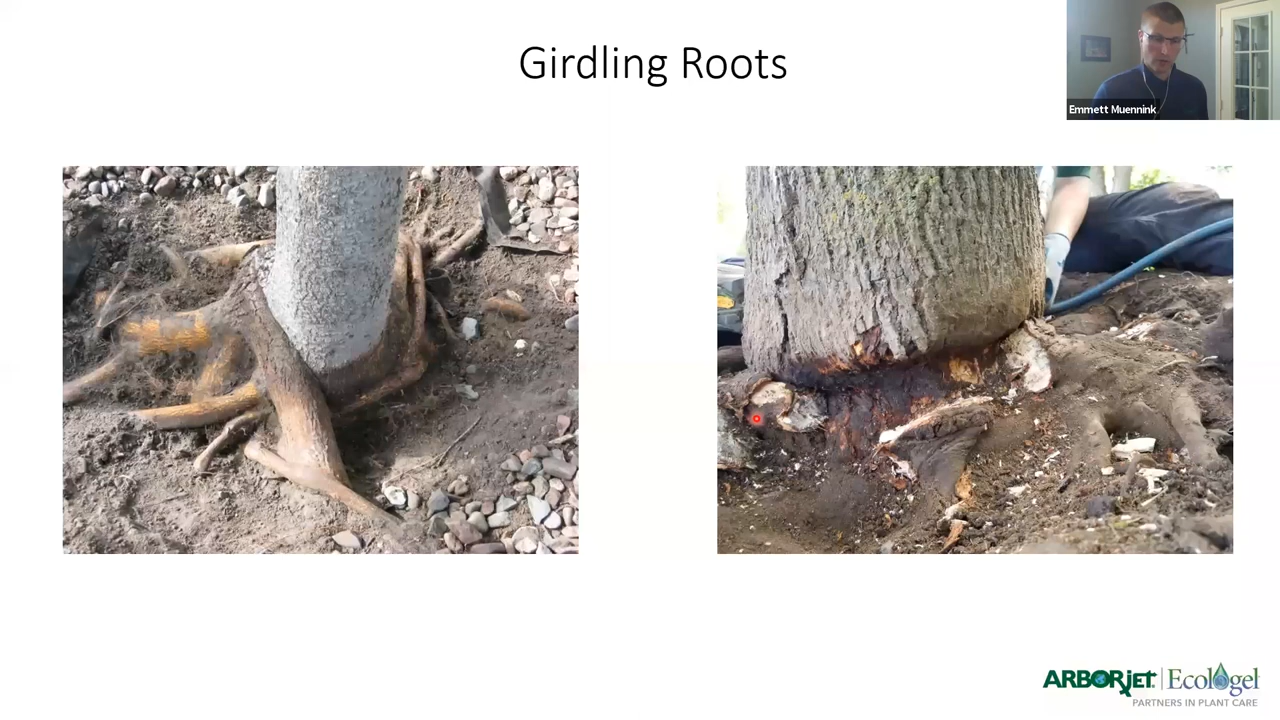 Girdling Roots
Emmett Muennink
ARBORjET | Ecologel
PARTNERS IN PLANT CARE